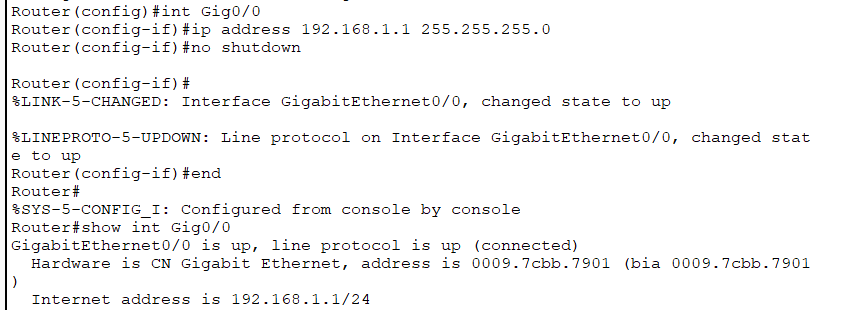 Router(config)#int Gig0/0
Router(config-if)#ip address 192.168.1.1 255.255.255.0
Router(config-if)#no shutdown
Router(config-if)#
%LINK-5-CHANGED: Interface GigabitEthernet0/0, changed state to up
%LINEPROTO-5-UPDOWN: Line protocol on Interface GigabitEthernet0/0, changed stat
e to up
Router(config-if)#end
Router#
%SYS-5-CONFIG_I: Configured from console by console
Router#show int Gig0/0
GigabitEthernet0/0 is up, line protocol is up (connected)
  Hardware is CN Gigabit Ethernet, address is 0009.7cbb.7901 (bia 0009.7cbb.7901
)
  Internet address is 192.168.1.1/24